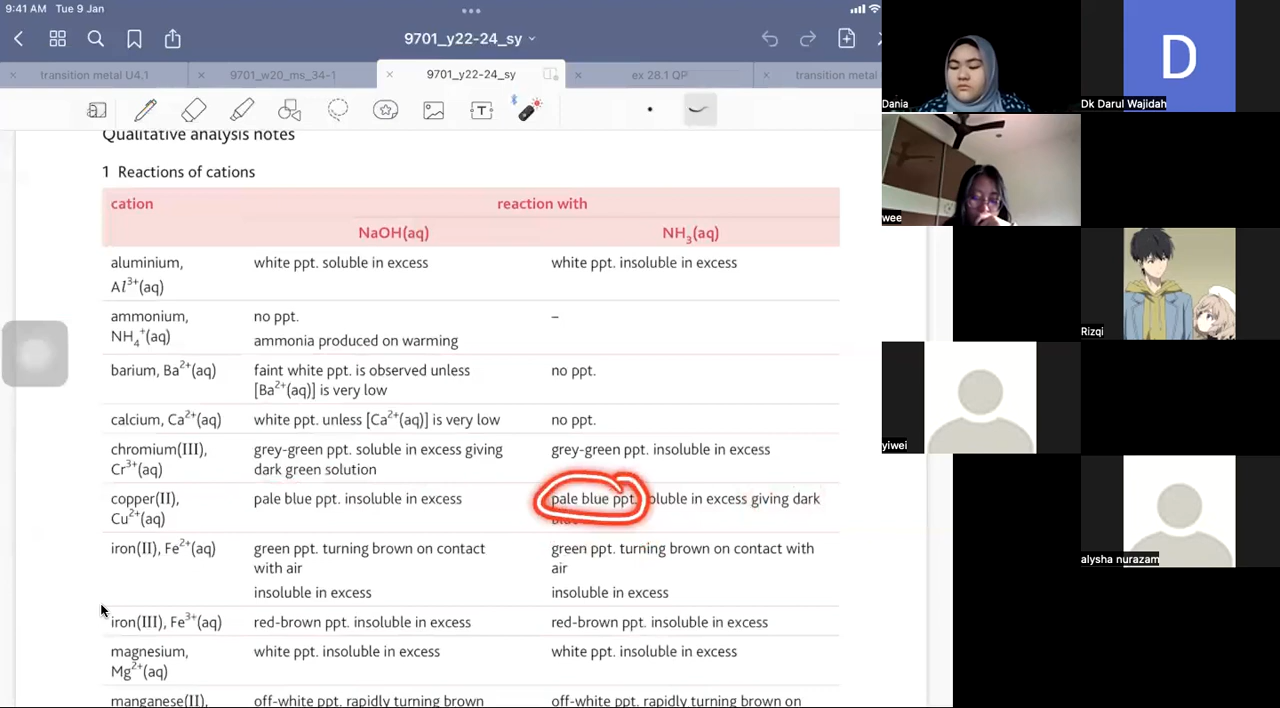 9:41 AM Tue 9 Jan
9701_y22-24_sy
transition metal U4.1
9701_w20_ms_34-1
9701_y22-24_sy
ex 28.1 QP
transition metal
Qualitative analysis notes
1 Reactions of cations
cation
reaction with
NaOH(aq)
NH3(aq)
aluminium,
Al3+(aq)
white ppt. soluble in excess
white ppt. insoluble in excess
ammonium,
NH4+(aq)
no ppt.
ammonia produced on warming
–
barium, Ba2+(aq)
faint white ppt. is observed unless
[Ba2+(aq)] is very low
no ppt.
calcium, Ca2+(aq)
white ppt. unless [Ca2+(aq)] is very low
no ppt.
chromium(III),
Cr3+(aq)
grey-green ppt. soluble in excess giving
dark green solution
grey-green ppt. insoluble in excess
copper(II),
Cu2+(aq)
pale blue ppt. insoluble in excess
pale blue ppt. soluble in excess giving dark
blue
iron(II), Fe2+(aq)
green ppt. turning brown on contact
with air
insoluble in excess
green ppt. turning brown on contact with
air
insoluble in excess
iron(III), Fe3+(aq)
red-brown ppt. insoluble in excess
red-brown ppt. insoluble in excess
magnesium,
Mg2+(aq)
white ppt. insoluble in excess
white ppt. insoluble in excess
manganese(II),
off-white ppt. rapidly turning brown
off-white ppt. rapidly turning brown on
Dania
D
Dk Darul Wajidah
wee
Rizqi
yiwei
alysha nurazam